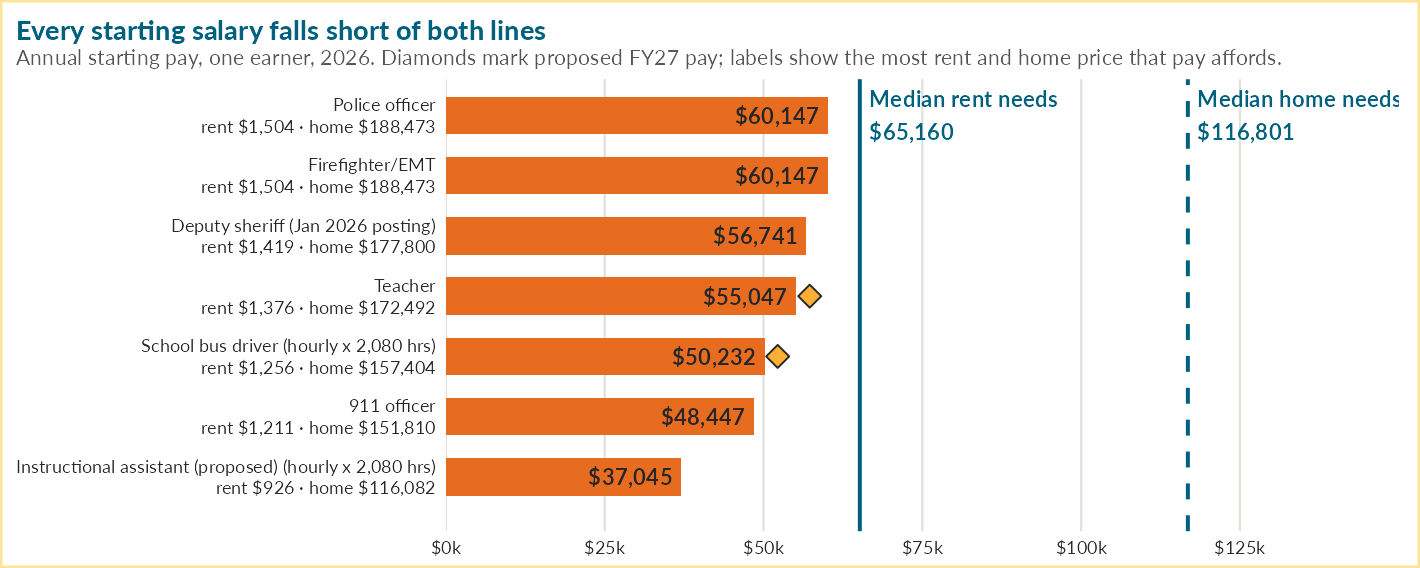 Every starting salary falls short of both lines
Annual starting pay, one earner, 2026. Diamonds mark proposed FY27 pay; labels show the most rent and home price that pay affords.
Median rent needs
$65,160
Median home needs
$116,801
Police officer
rent $1,504 · home $188,473
$60,147
Firefighter/EMT
rent $1,504 · home $188,473
$60,147
Deputy sheriff (Jan 2026 posting)
rent $1,419 · home $177,800
$56,741
Teacher
rent $1,376 · home $172,492
$55,047
School bus driver (hourly x 2,080 hrs)
rent $1,256 · home $157,404
$50,232
911 officer
rent $1,211 · home $151,810
$48,447
Instructional assistant (proposed) (hourly x 2,080 hrs)
rent $926 · home $116,082
$37,045
$0k $25k $50k $75k $100k $125k